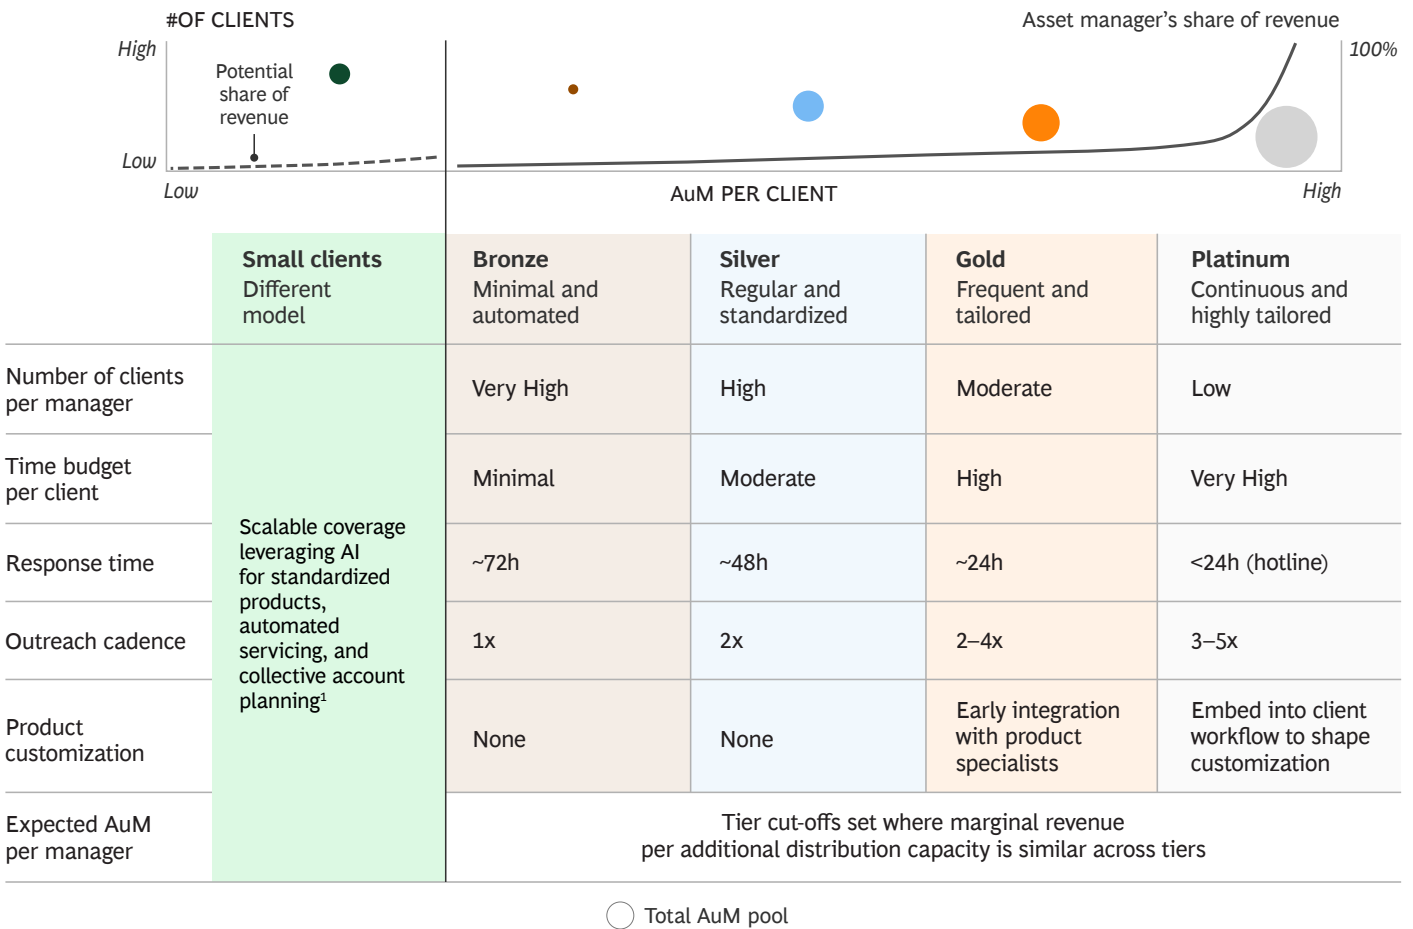 #OF CLIENTS
Asset manager’s share of revenue
High
100%
Potential
share of
revenue
Low
Low
AuM PER CLIENT
High
Small clients
Different
model
Bronze
Minimal and
automated
Silver
Regular and
standardized
Gold
Frequent and
tailored
Platinum
Continuous and
highly tailored
Number of clients
per manager
Very High
High
Moderate
Low
Time budget
per client
Minimal
Moderate
High
Very High
Scalable coverage
leveraging AI
for standardized
products,
automated
servicing, and
collective account
planning¹
Response time
~72h
~48h
~24h
<24h (hotline)
Outreach cadence
1x
2x
2–4x
3–5x
Product
customization
None
None
Early integration
with product
specialists
Embed into client
workflow to shape
customization
Expected AuM
per manager
Tier cut-offs set where marginal revenue
per additional distribution capacity is similar across tiers
Total AuM pool